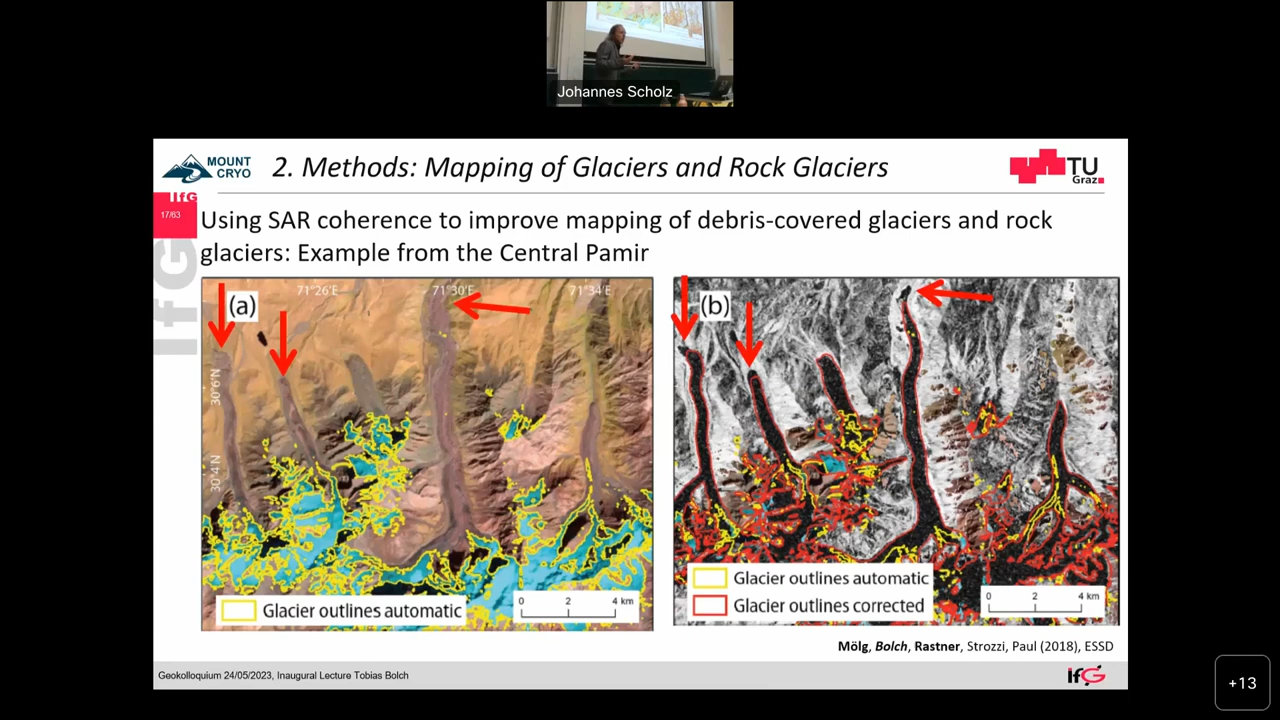 Johannes Scholz
MOUNT
CRYO
2. Methods: Mapping of Glaciers and Rock Glaciers
TU
Graz
IfG
17/63
IfG
Using SAR coherence to improve mapping of debris-covered glaciers and rock
glaciers: Example from the Central Pamir
(a)
71°26'E
71°30'E
71°34'E
30°6'N
30°4'N
Glacier outlines automatic
0 2 4 km
(b)
Glacier outlines automatic
Glacier outlines corrected
0 2 4 km
Mölg, Bolch, Rastner, Strozzi, Paul (2018), ESSD
Geokolloquium 24/05/2023, Inaugural Lecture Tobias Bolch
IfG
+13